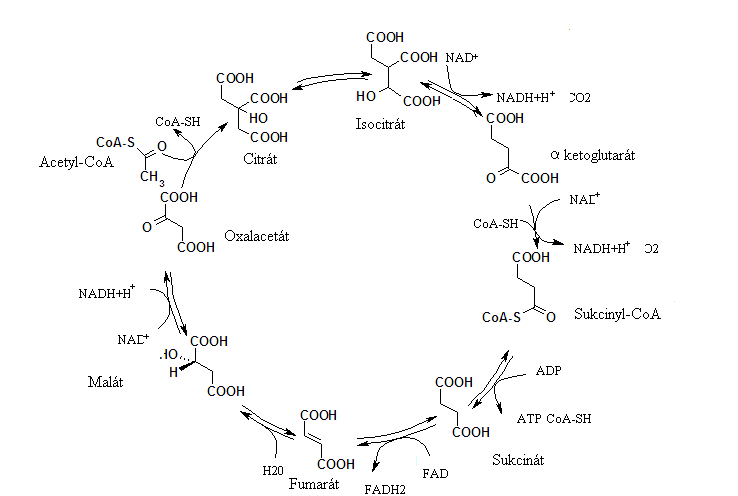 COOH
COOH
HO
COOH
Isocitrát
NAD+
NADH+H+ CO2
COOH
COOH
HO
COOH
Citrát
CoA-SH
CoA-S
O
CH3
Acetyl-CoA
COOH
O
COOH
Oxalacetát
COOH
O
COOH
α ketoglutarát
NAD+
CoA-SH
NADH+H+ CO2
COOH
CoA-S
O
Sukcinyl-CoA
ADP
ATP CoA-SH
COOH
COOH
Sukcinát
FAD
FADH2
COOH
COOH
Fumarát
H20
COOH
HO
H
COOH
Malát
NAD+
NADH+H+